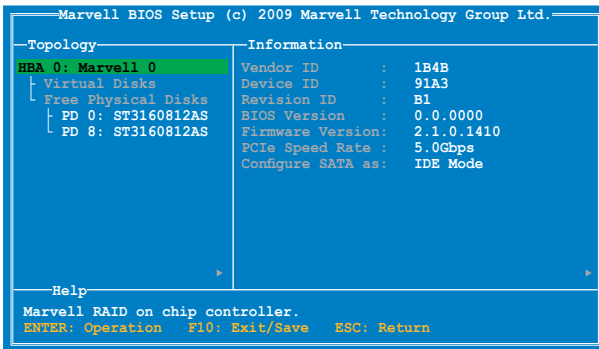 Marvell BIOS Setup (c) 2009 Marvell Technology Group Ltd.
Topology
HBA 0: Marvell 0
Virtual Disks
Free Physical Disks
PD 0: ST3160812AS
PD 8: ST3160812AS
Information
Vendor ID : 1B4B
Device ID : 91A3
Revision ID : B1
BIOS Version : 0.0.0000
Firmware Version: 2.1.0.1410
PCIe Speed Rate : 5.0Gbps
Configure SATA as: IDE Mode
Help
Marvell RAID on chip controller.
ENTER: Operation F10: Exit/Save ESC: Return